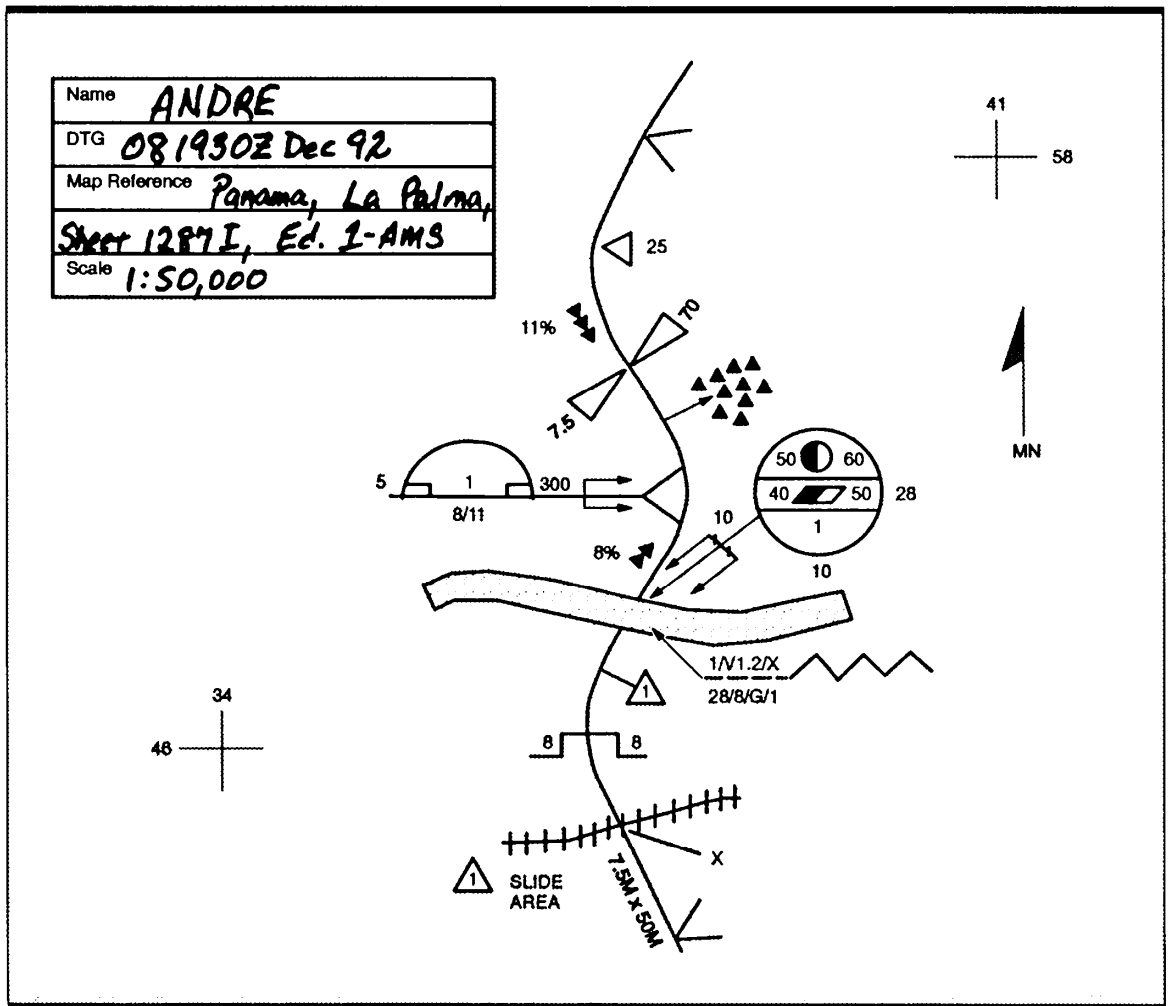 Name ANDRE
DTG 081930Z Dec 92
Map Reference Panama, La Palma,
Sheet 1287 I, Ed. 1-AMS
Scale 1:50,000
41
58
25
11%
70
7.5
MN
50 60
40 50 28
1
10
5 1 300
8/11
10
8%
1/V1.2/X
28/8/G/1
1
34
46
8 8
X
7.5M x 50M
1 SLIDE
AREA